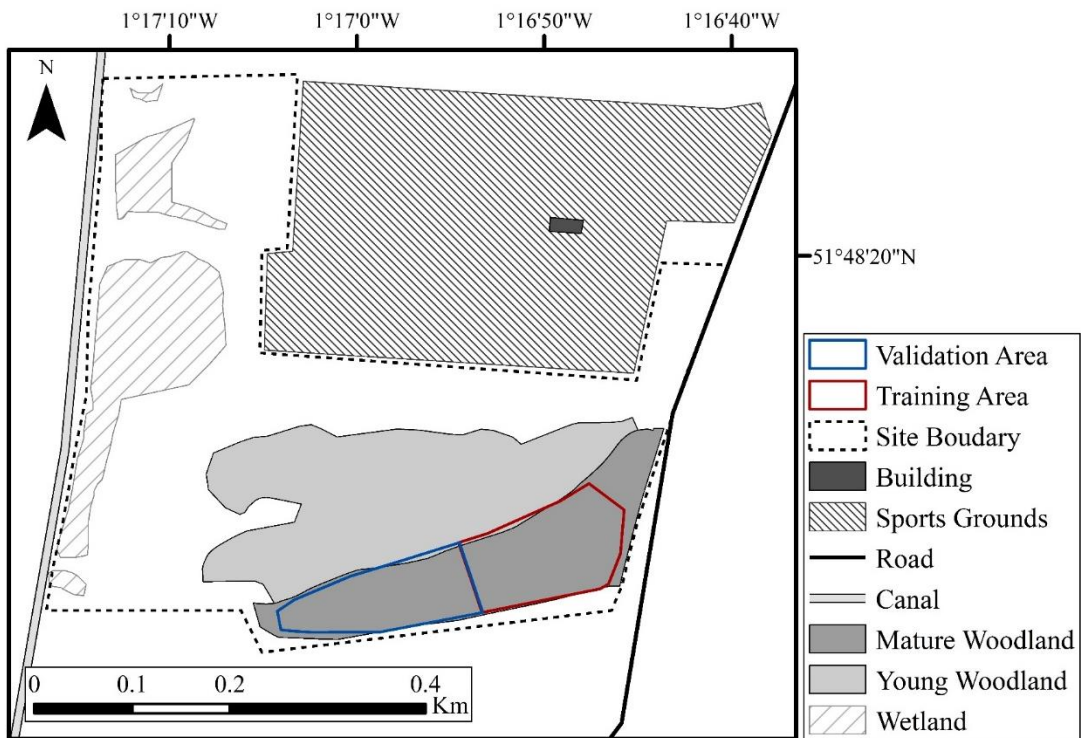 1°17'10"W
1°17'0"W
1°16'50"W
1°16'40"W
N
51°48'20"N
Validation Area
Training Area
Site Boudary
Building
Sports Grounds
Road
Canal
Mature Woodland
Young Woodland
Wetland
0 0.1 0.2 0.4
Km